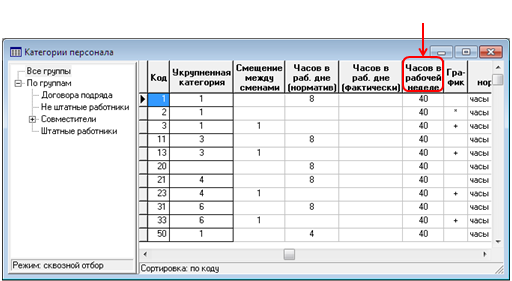 Категории персонала
Все группы
По группам
Договора подряда
Не штатные работники
Совместители
Штатные работники
Режим: сквозной отбор
Код Укрупненная категория Смещение между сменами Часов в раб. дне (норматив) Часов в раб. дне (фактически) Часов в рабочей неделе Гра-фик нор
1 1 8 40 часы
2 1 40 * часы
3 1 1 40 + часы
11 3 8 40 часы
13 3 1 40 + часы
20 8 40 часы
21 4 8 40 часы
23 4 1 40 + часы
31 6 8 40 часы
33 6 1 40 + часы
50 1 4 40 часы
Сортировка: по коду